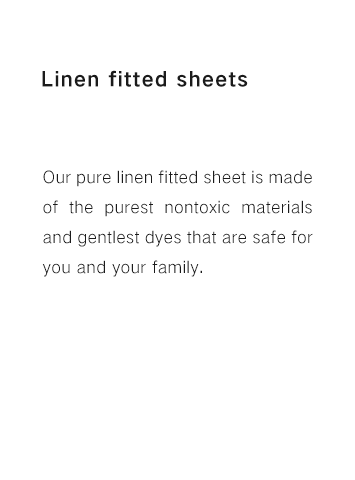 Linen fitted sheets
Our pure linen fitted sheet is made
of the purest nontoxic materials
and gentlest dyes that are safe for
you and your family.